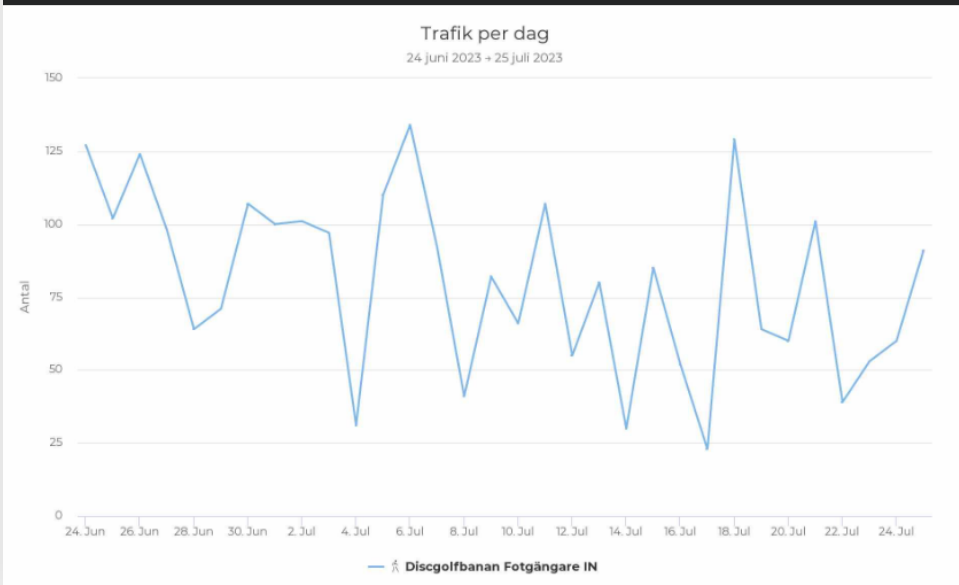 Trafik per dag
24 juni 2023 → 25 juli 2023
Antal
150
125
100
75
50
25
0
24. Jun 26. Jun 28. Jun 30. Jun 2. Jul 4. Jul 6. Jul 8. Jul 10. Jul 12. Jul 14. Jul 16. Jul 18. Jul 20. Jul 22. Jul 24. Jul
Discgolfbanan Fotgängare IN